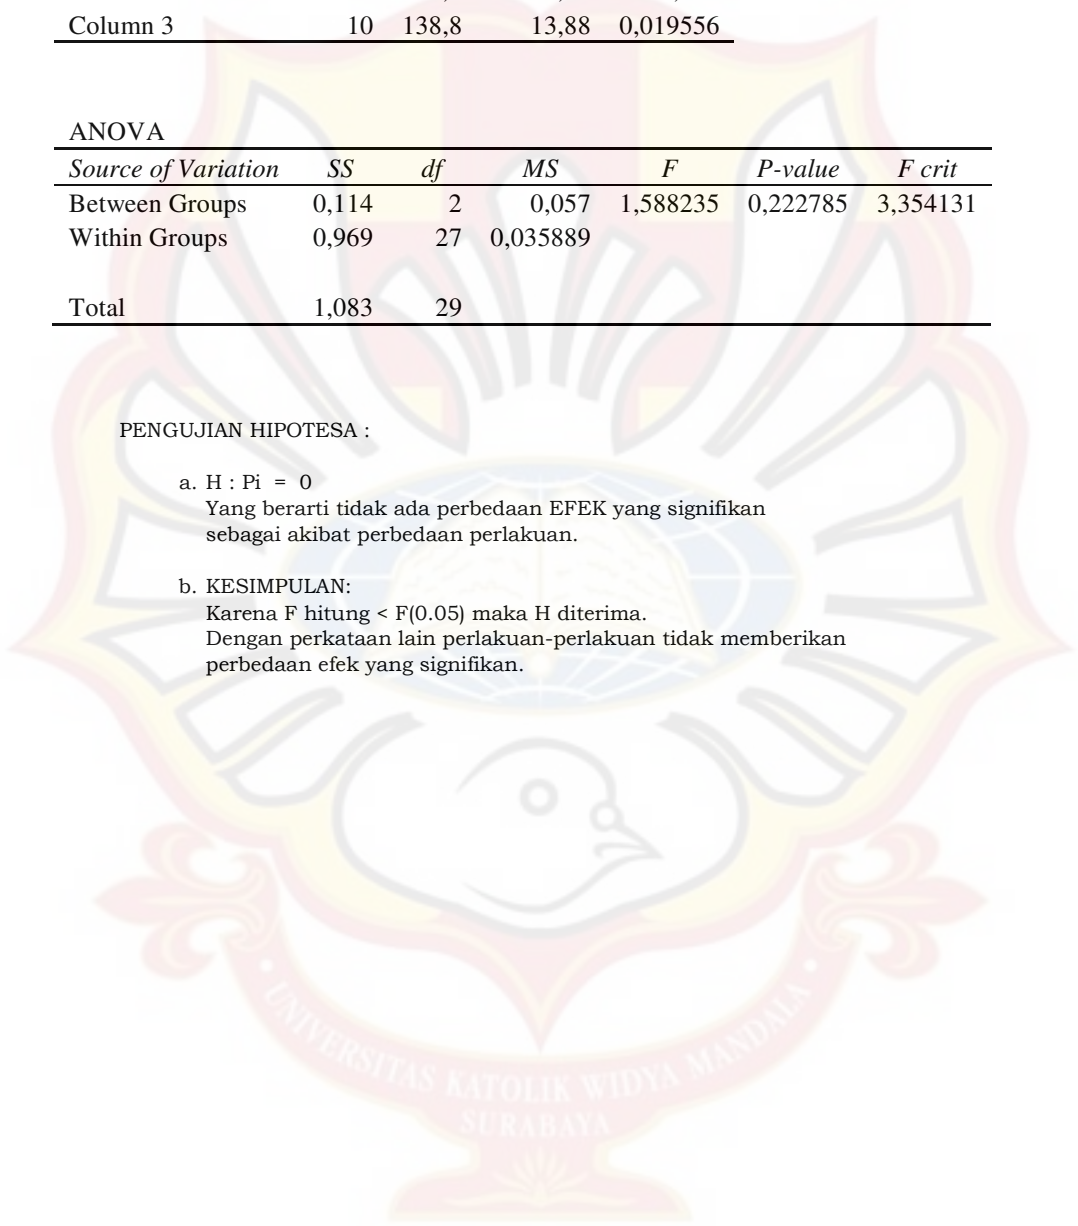 Column 3 10 138,8 13,88 0,019556
ANOVA
Source of Variation SS df MS F P-value F crit
Between Groups 0,114 2 0,057 1,588235 0,222785 3,354131
Within Groups 0,969 27 0,035889
Total 1,083 29
PENGUJIAN HIPOTESA :
a. H : Pi = 0
Yang berarti tidak ada perbedaan EFEK yang signifikan
sebagai akibat perbedaan perlakuan.
b. KESIMPULAN:
Karena F hitung < F(0.05) maka H diterima.
Dengan perkataan lain perlakuan-perlakuan tidak memberikan
perbedaan efek yang signifikan.
UNIVERSITAS KATOLIK WIDYA MANDALA
SURABAYA